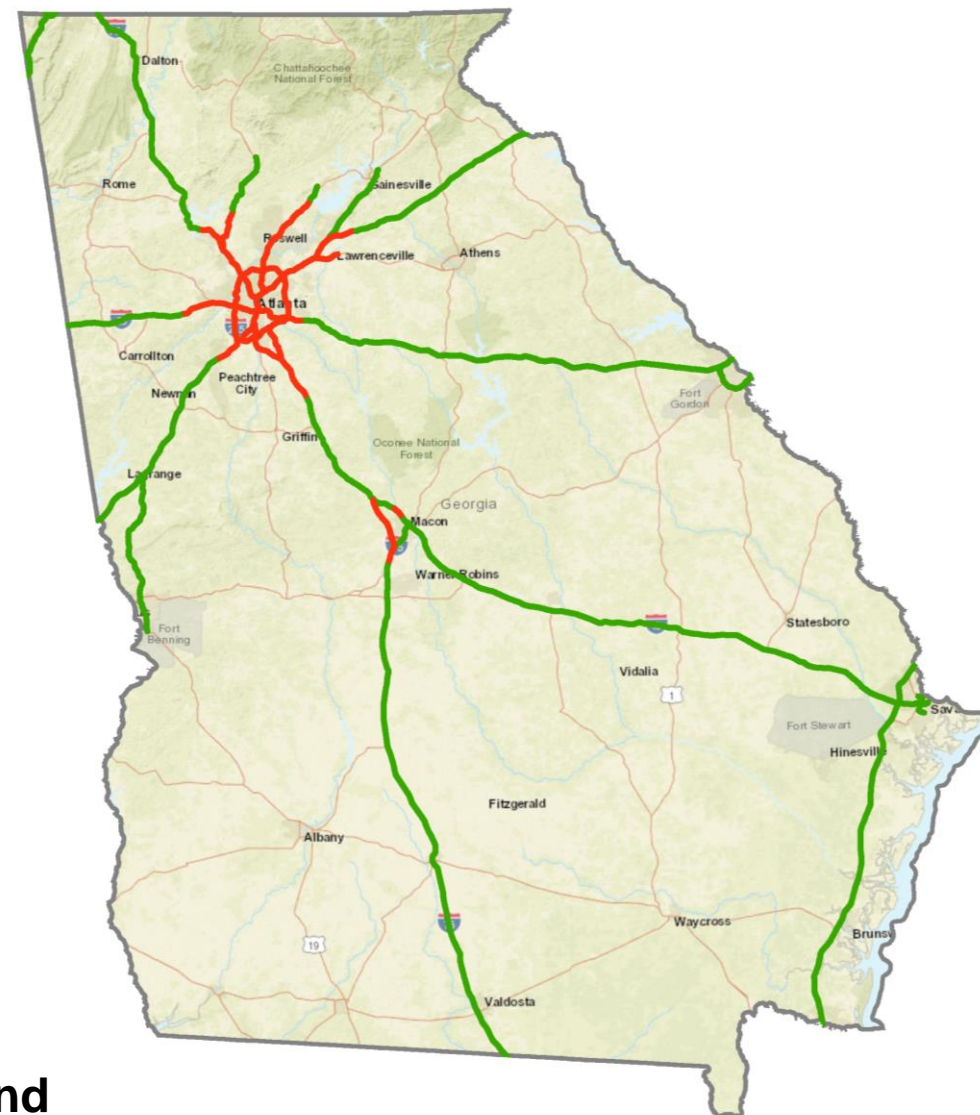 Dalton
Chattahoochee
National Forest
Rome
Gainesville
Roswell
Lawrenceville
Athens
Atlanta
Carrollton
Peachtree
City
Newnan
Fort
Gordon
Griffin
Oconee National
Forest
Lagrange
Georgia
Macon
Warner Robins
Statesboro
Fort
Benning
Vidalia
1
Sava
Fort Stewart
Hinesville
Fitzgerald
Albany
Waycross
Brunsw
19
Valdosta
nd